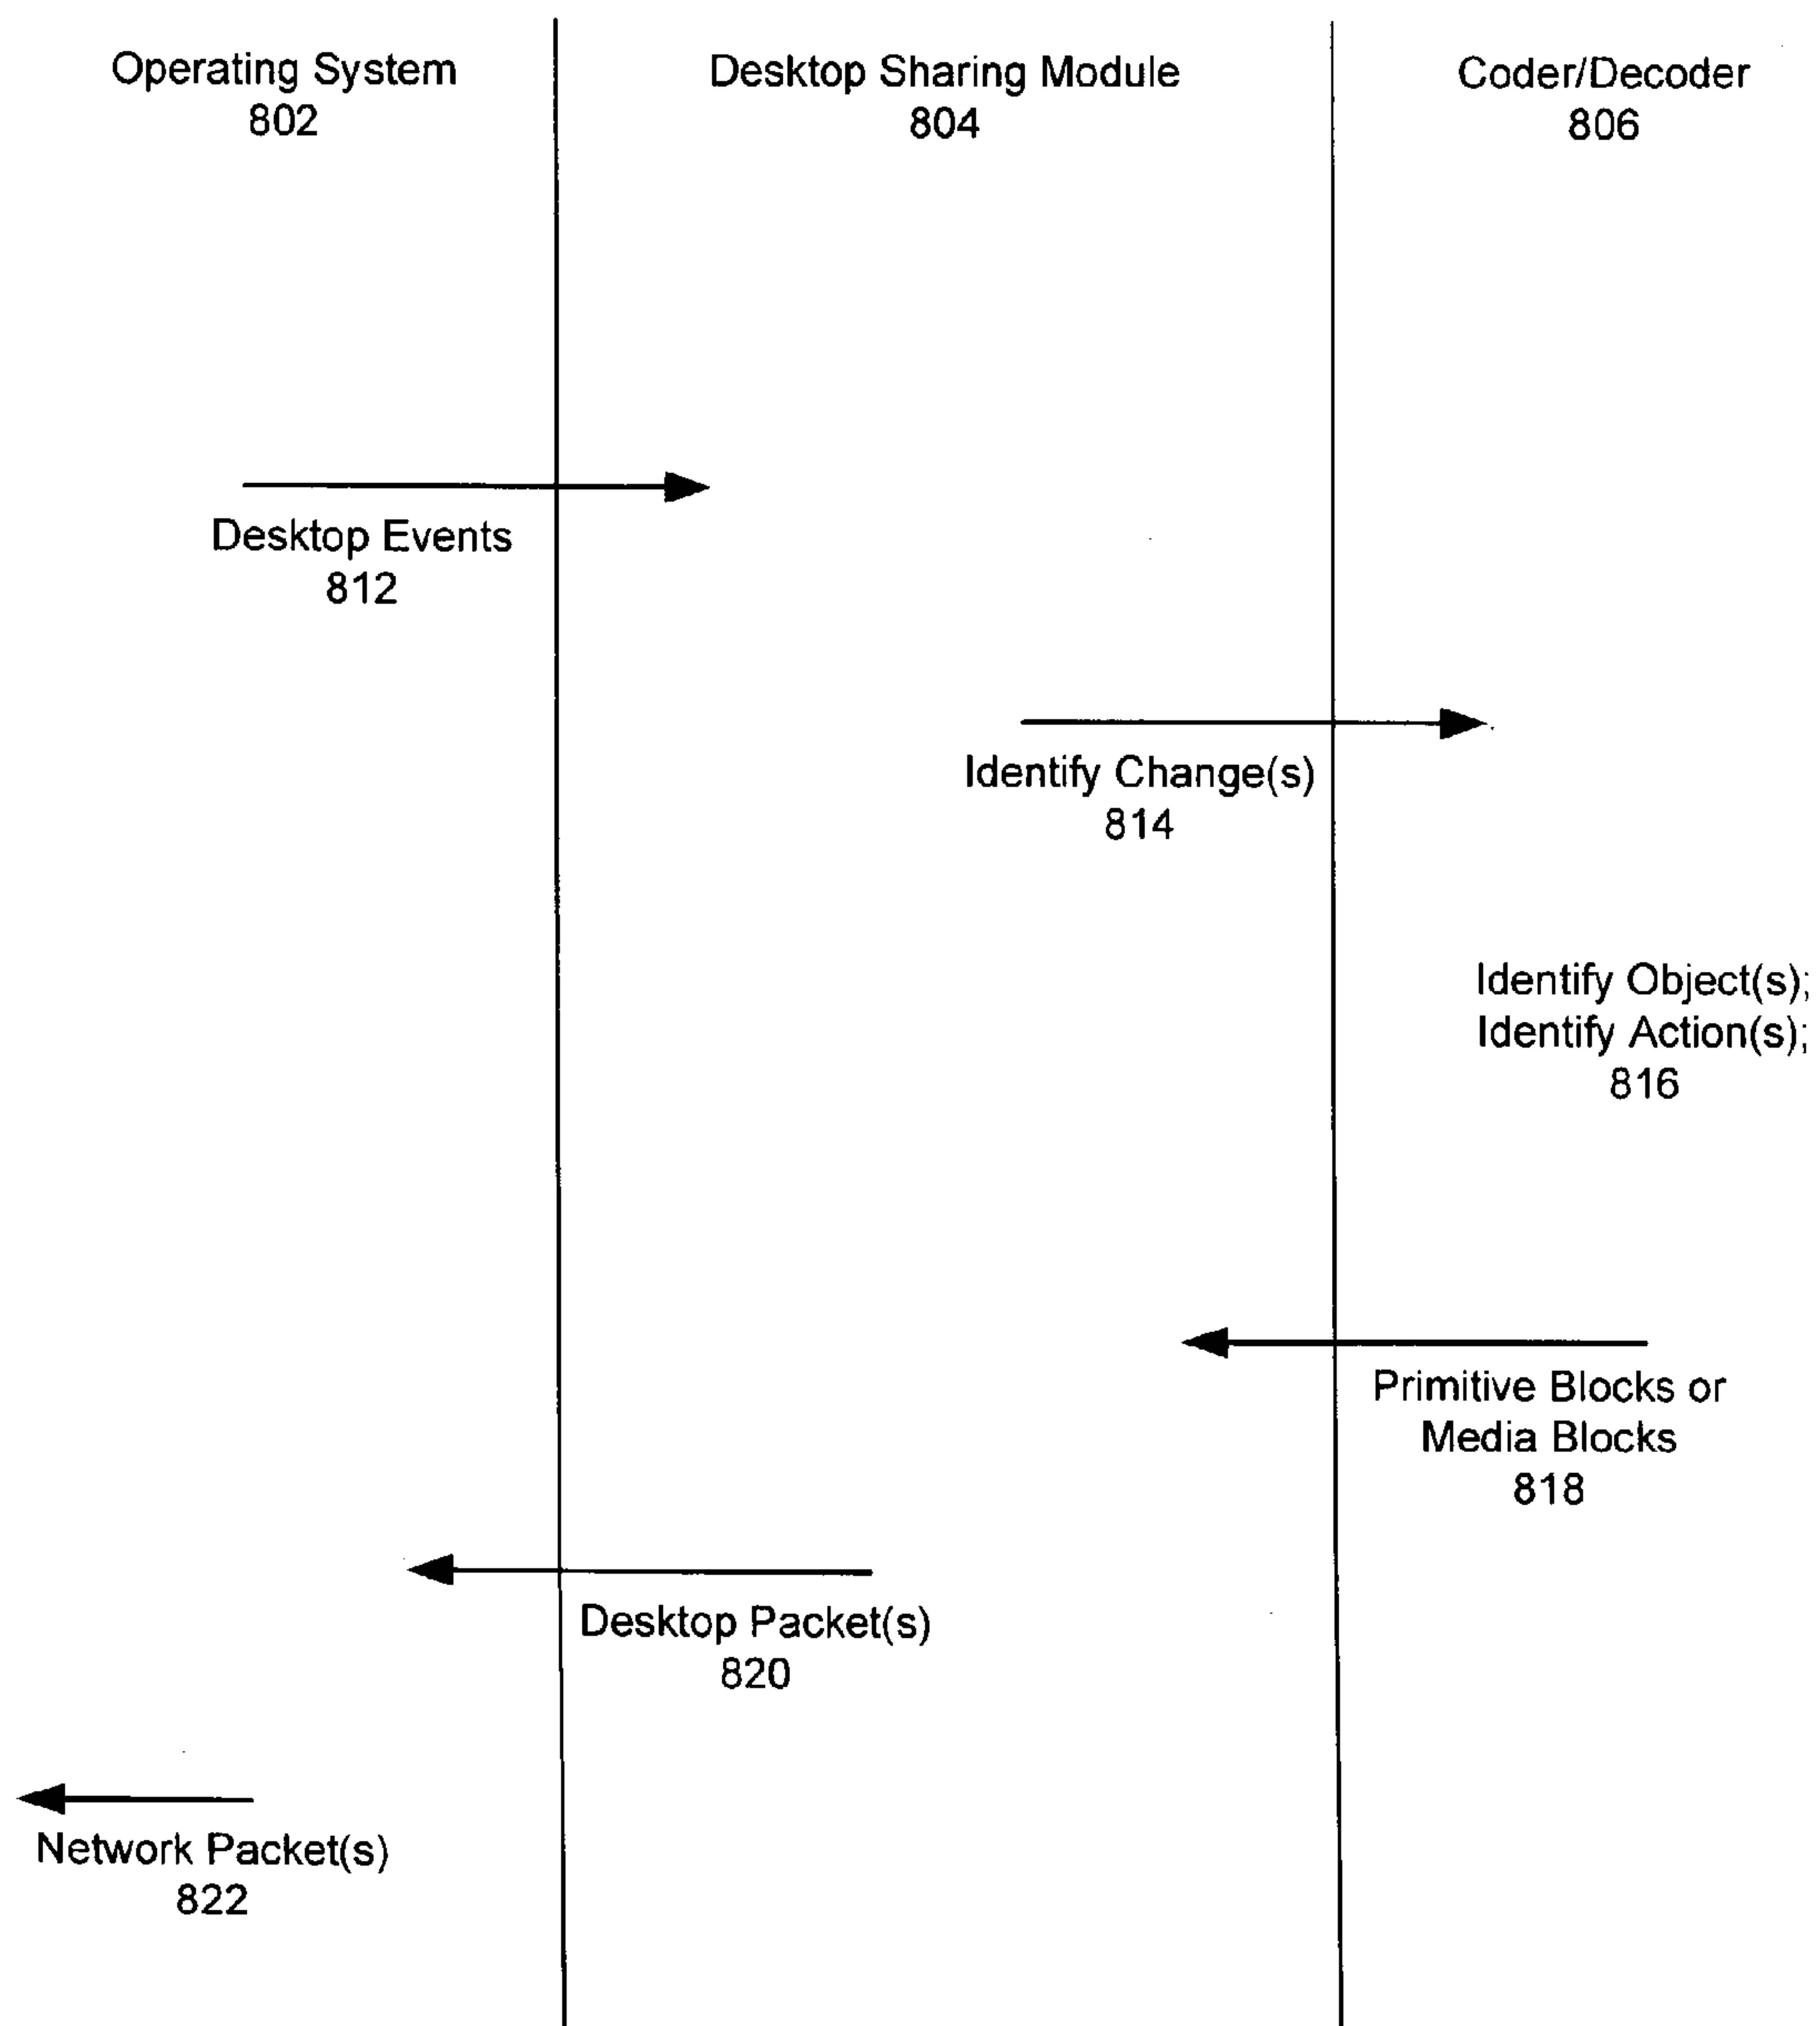 Operating System
802
Desktop Sharing Module
804
Coder/Decoder
806
Desktop Events
812
Identify Change(s)
814
Identify Object(s);
Identify Action(s);
816
Primitive Blocks or
Media Blocks
818
Desktop Packet(s)
820
Network Packet(s)
822